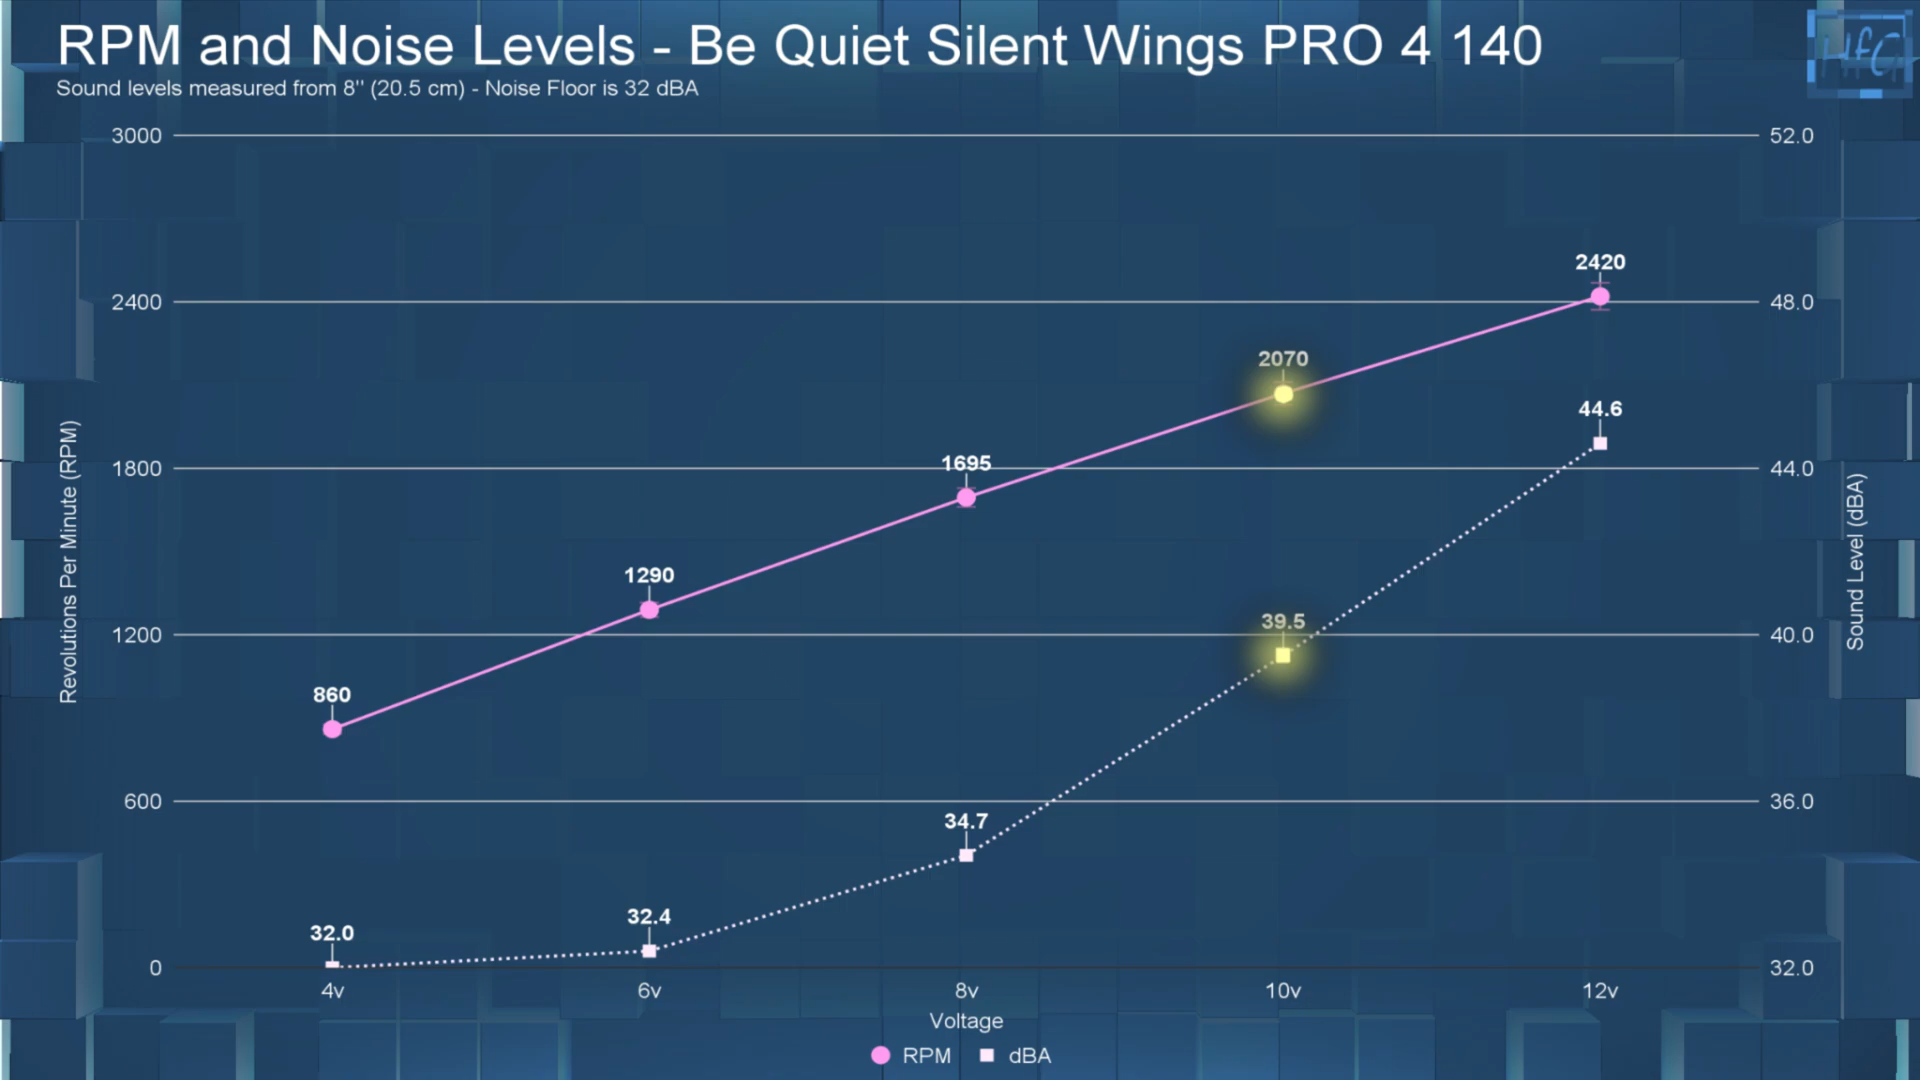 RPM and Noise Levels - Be Quiet Silent Wings PRO 4 140
Sound levels measured from 8" (20.5 cm) - Noise Floor is 32 dBA
HfG
3000
2400
1800
1200
600
0
52.0
48.0
44.0
40.0
36.0
32.0
Revolutions Per Minute (RPM)
Sound Level (dBA)
860
1290
1695
2070
2420
32.0
32.4
34.7
39.5
44.6
4v
6v
8v
10v
12v
Voltage
RPM
dBA